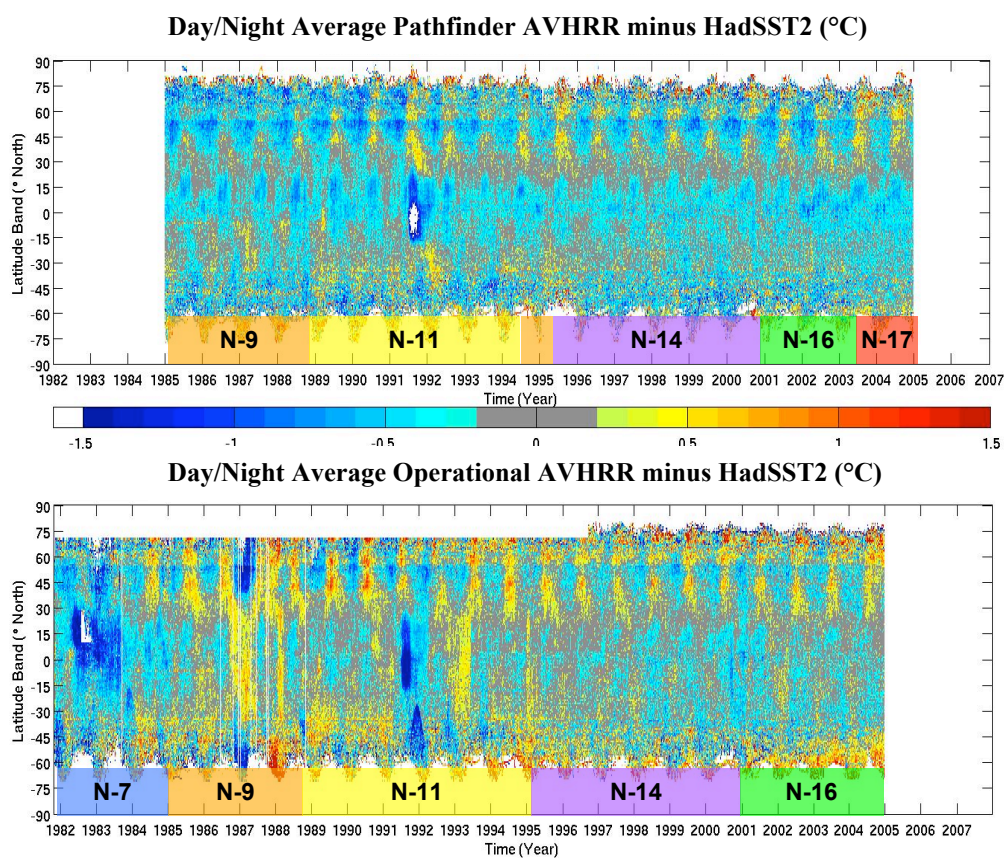 Day/Night Average Pathfinder AVHRR minus HadSST2 (°C)
90
75
60
45
30
15
0
-15
-30
-45
-60
-75
-90
Latitude Band (° North)
N-9 N-11 N-14 N-16 N-17
1982 1983 1984 1985 1986 1987 1988 1989 1990 1991 1992 1993 1994 1995 1996 1997 1998 1999 2000 2001 2002 2003 2004 2005 2006 2007
Time (Year)
-1.5 -1 -0.5 0 0.5 1 1.5
Day/Night Average Operational AVHRR minus HadSST2 (°C)
90
75
60
45
30
15
0
-15
-30
-45
-60
-75
-90
Latitude Band (° North)
N-7 N-9 N-11 N-14 N-16
1982 1983 1984 1985 1986 1987 1988 1989 1990 1991 1992 1993 1994 1995 1996 1997 1998 1999 2000 2001 2002 2003 2004 2005 2006 2007
Time (Year)